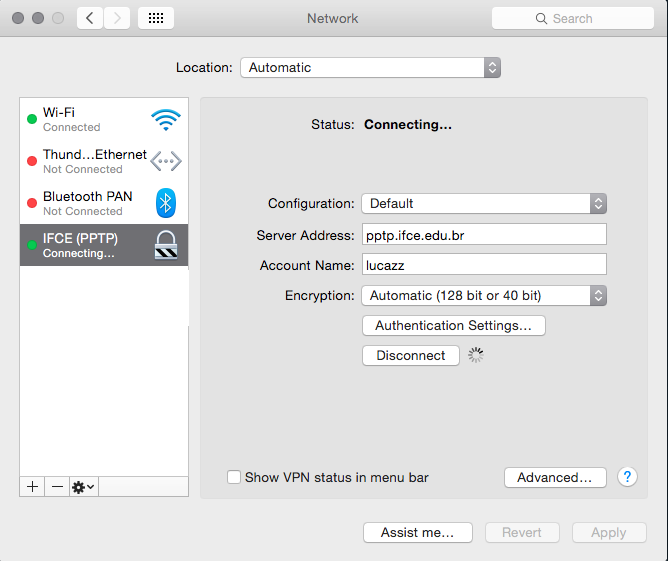 Network
Search
Location: Automatic
Wi-Fi
Connected
Thund...Ethernet
Not Connected
Bluetooth PAN
Not Connected
IFCE (PPTP)
Connecting...
Status: Connecting...
Configuration: Default
Server Address: pptp.ifce.edu.br
Account Name: lucazz
Encryption: Automatic (128 bit or 40 bit)
Authentication Settings...
Disconnect
Show VPN status in menu bar
Advanced...
?
Assist me...
Revert
Apply